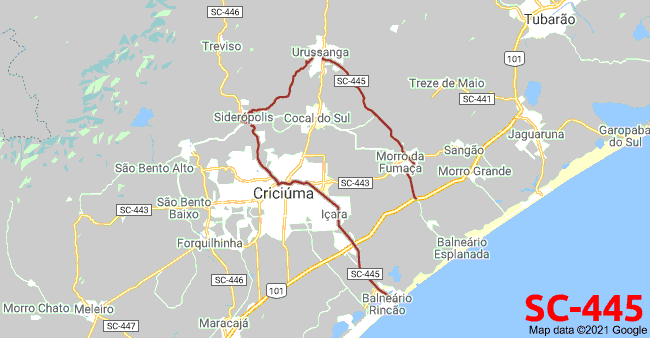 SC-446
Tubarão
Treviso
Urussanga
101
SC-445
Treze de Maio
SC-441
Siderópolis
Cocal do Sul
Jaguaruna
Garopaba
do Sul
Sangão
Morro da
Fumaça
São Bento Alto
Morro Grande
SC-443
Criciúma
São Bento
Baixo
SC-443
Içara
Forquilhinha
Balneário
Esplanada
SC-446
SC-445
101
Balneário
Rincão
Morro Chato
Meleiro
SC-447
Maracajá
SC-445
Map data ©2021 Google